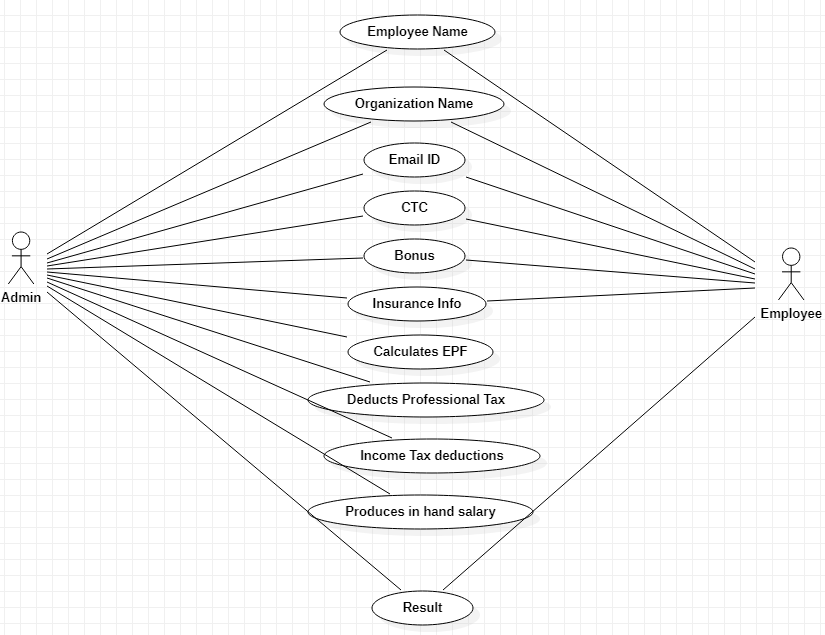 Employee Name
Organization Name
Email ID
CTC
Bonus
Admin
Insurance Info
Employee
Calculates EPF
Deducts Professional Tax
Income Tax deductions
Produces in hand salary
Result